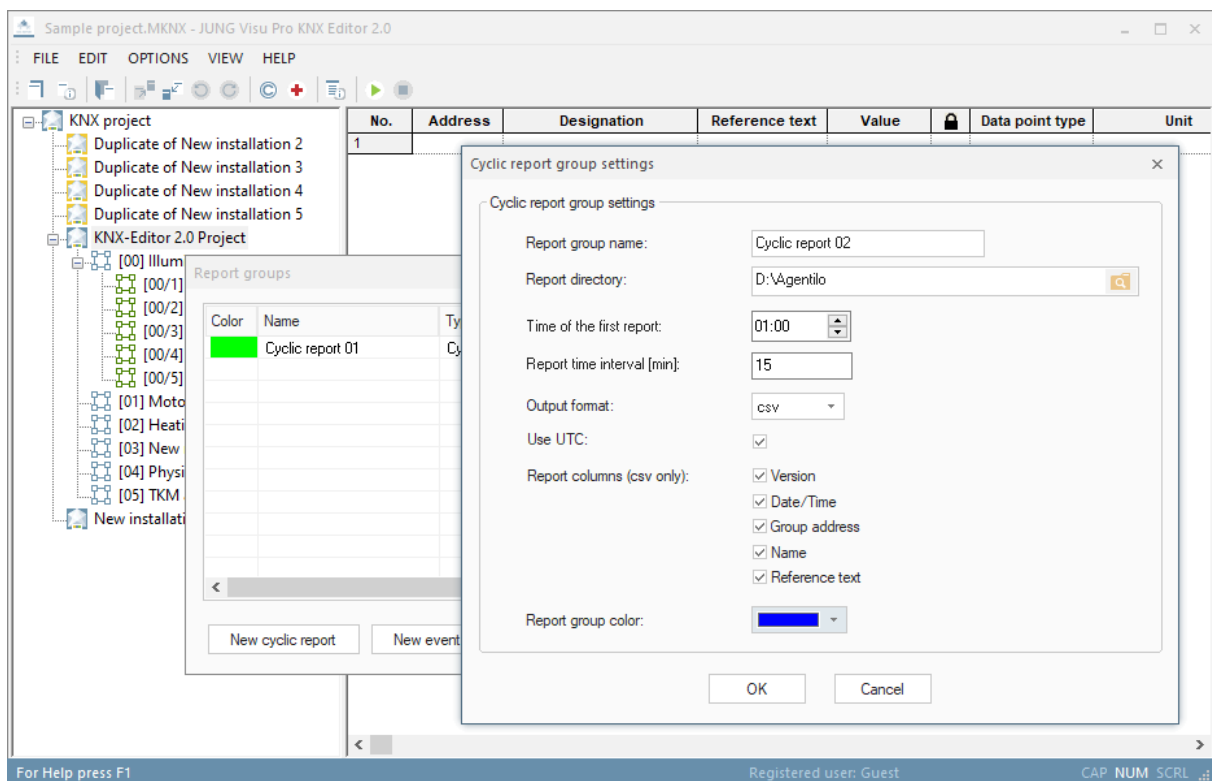 Sample project.MKNX - JUNG Visu Pro KNX Editor 2.0
FILE EDIT OPTIONS VIEW HELP
KNX project
Duplicate of New installation 2
Duplicate of New installation 3
Duplicate of New installation 4
Duplicate of New installation 5
KNX-Editor 2.0 Project
[00] Illum
[00/1]
[00/2]
[00/3]
[00/4]
[00/5]
[01] Moto
[02] Heati
[03] New
[04] Physi
[05] TKM
New installati
No. Address Designation Reference text Value Data point type Unit
1
Report groups
Color Name Ty
Cyclic report 01 Cy
New cyclic report New event
Cyclic report group settings
Cyclic report group settings
Report group name: Cyclic report 02
Report directory: D:\Agentilo
Time of the first report: 01:00
Report time interval [min]: 15
Output format: csv
Use UTC:
Report columns (csv only): Version
Date/Time
Group address
Name
Reference text
Report group color:
OK Cancel
For Help press F1 Registered user: Guest CAP NUM SCRL